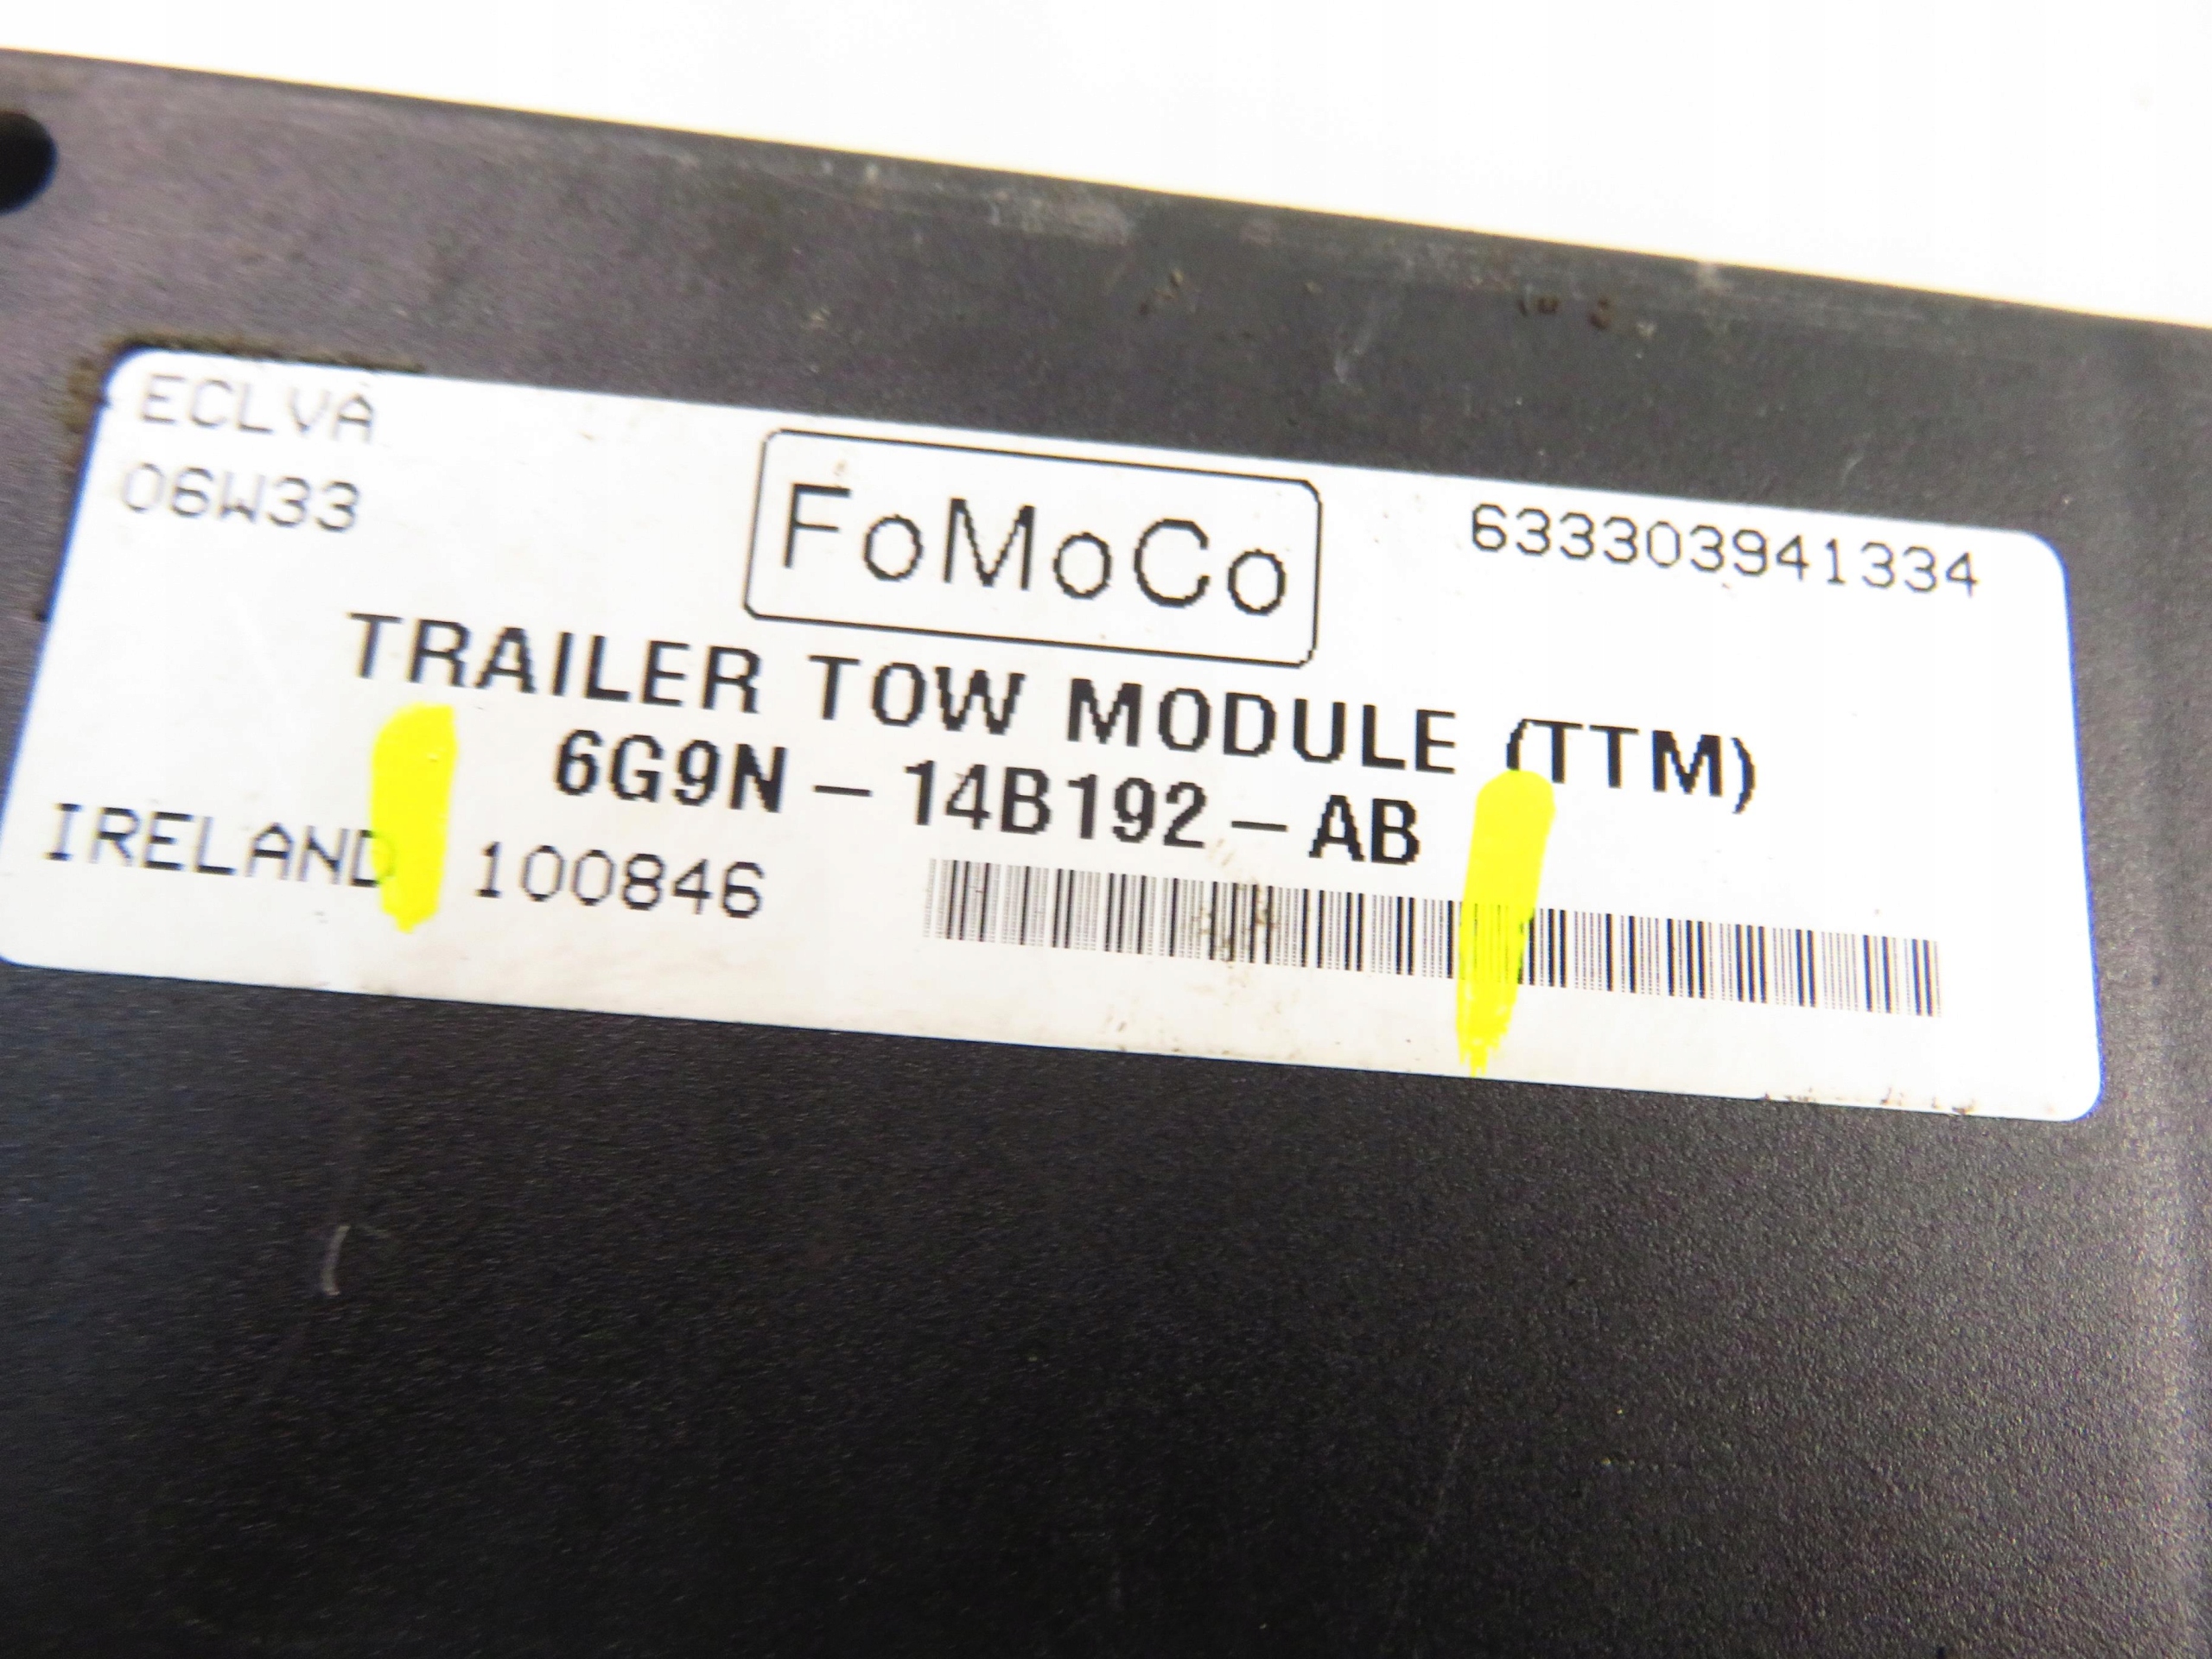 ECLVA
06W33
FoMoCo
633303941334
TRAILER TOW MODULE (TTM)
6G9N-14B192-AB
IRELAND 100846